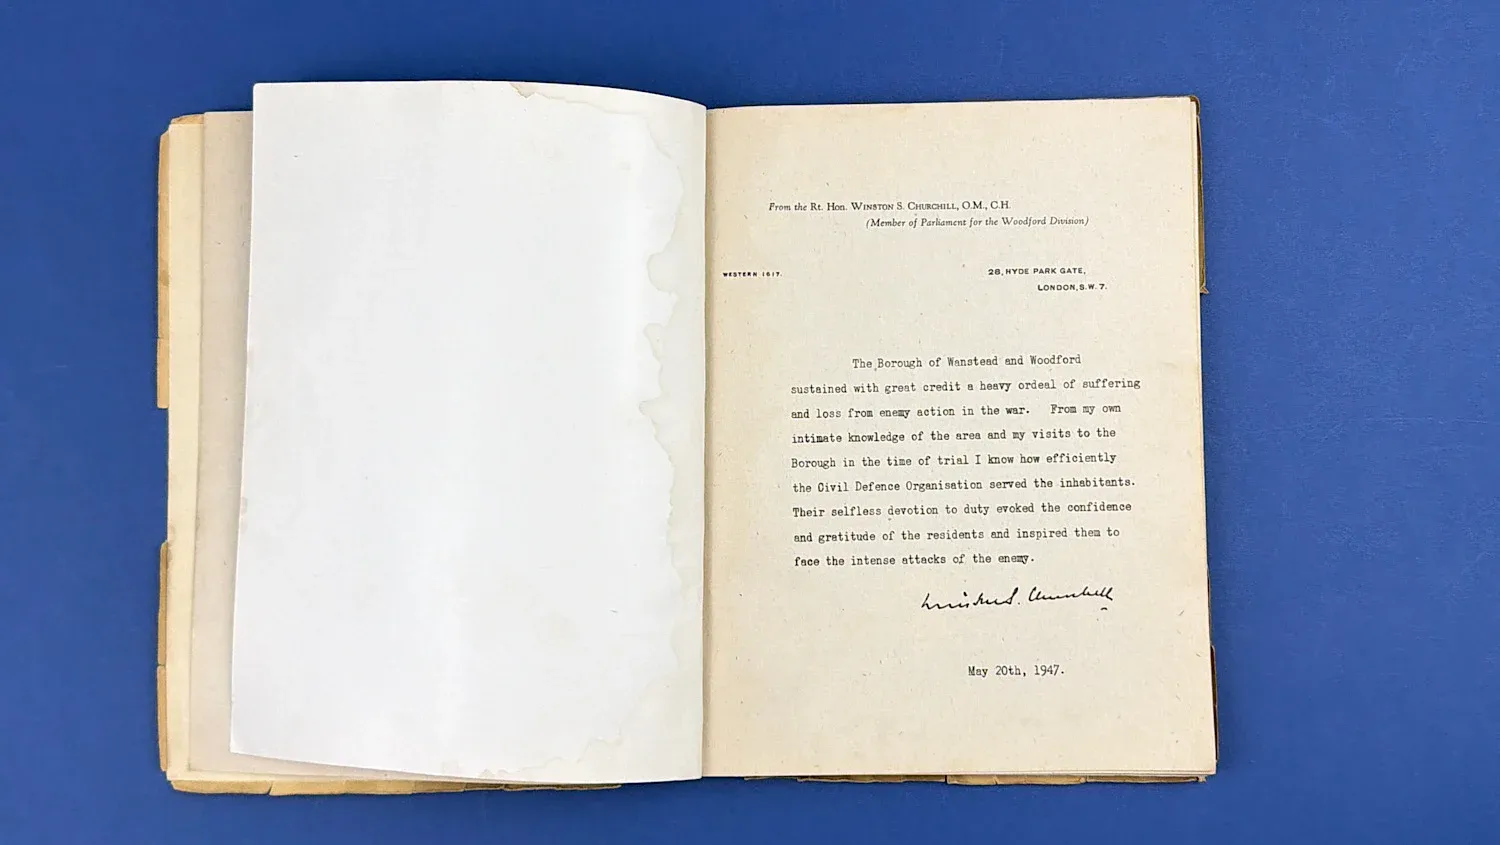 From the Rt. Hon. WINSTON S. CHURCHILL, O.M., C.H.
(Member of Parliament for the Woodford Division)
WESTERN 1617.
28, HYDE PARK GATE,
LONDON, S.W. 7.
The Borough of Wanstead and Woodford
sustained with great credit a heavy ordeal of suffering
and loss from enemy action in the war. From my own
intimate knowledge of the area and my visits to the
Borough in the time of trial I know how efficiently
the Civil Defence Organisation served the inhabitants.
Their selfless devotion to duty evoked the confidence
and gratitude of the residents and inspired them to
face the intense attacks of the enemy.
Winston S. Churchill
May 20th, 1947.